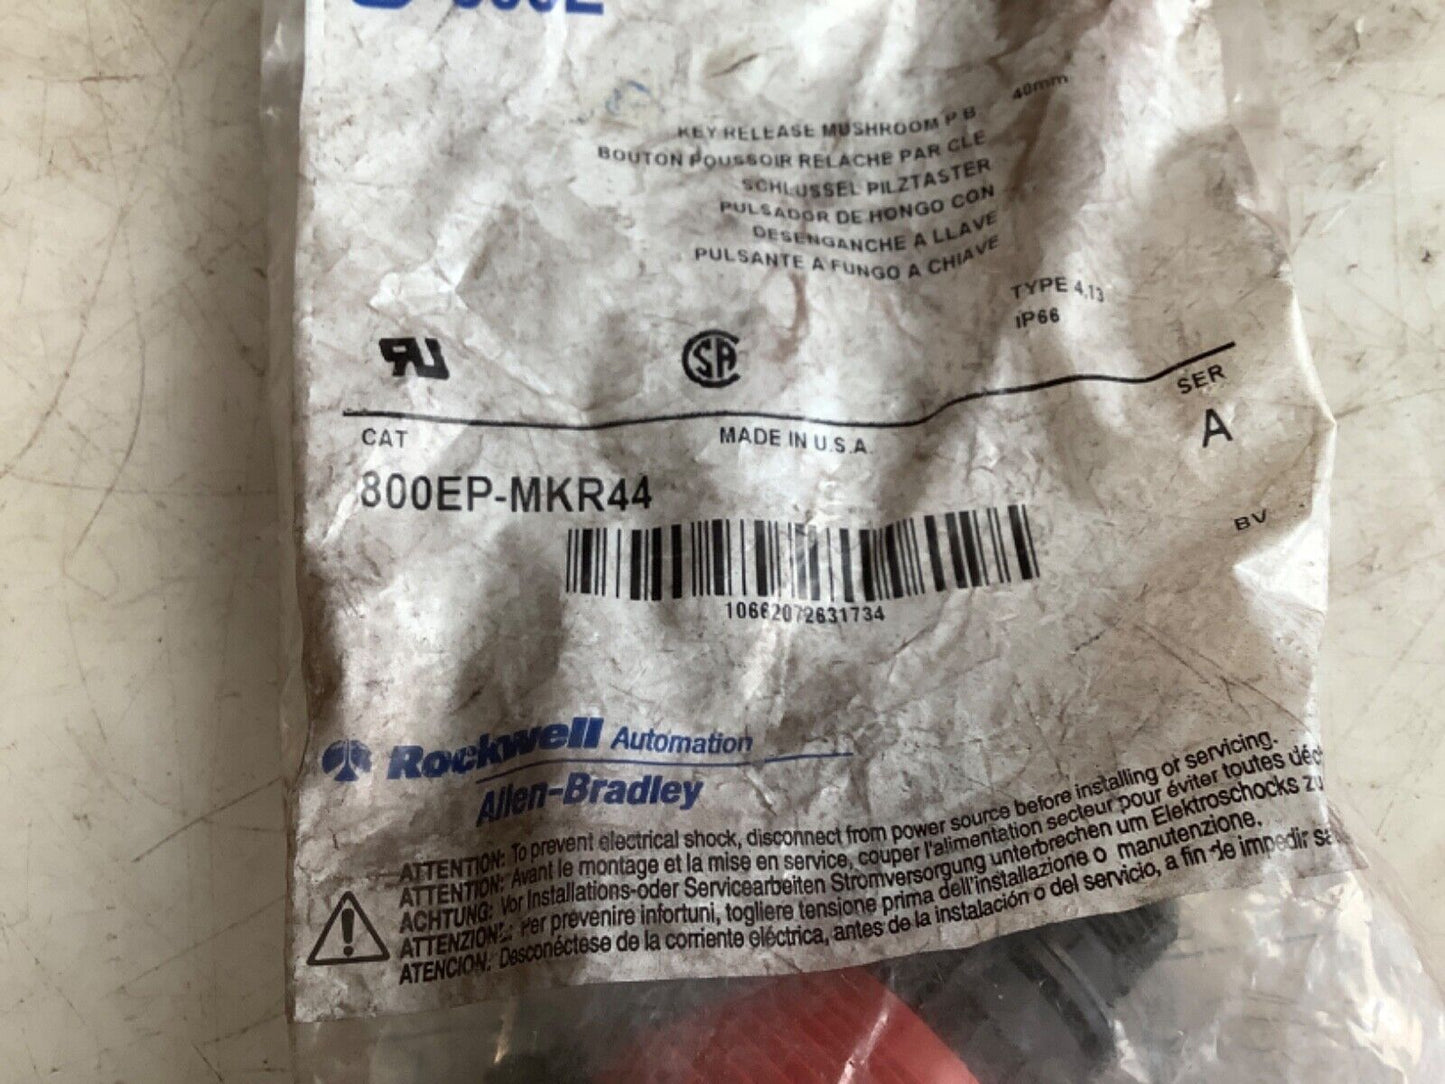 800E
40mm
KEY RELEASE MUSHROOM P B
BOUTON POUSSOIR RELACHE PAR CLE
SCHLUSSEL PILZTASTER
PULSADOR DE HONGO CON
DESENGANCHE A LLAVE
PULSANTE A FUNGO A CHIAVE
TYPE 4,13
IP66
SA
SER
CAT
MADE IN U.S.A.
A
800EP-MKR44
BV
10662072631734
Rockwell Automation
Allen-Bradley
ATTENTION: To prevent electrical shock, disconnect from power source before installing or servicing.
ATTENTION: Avant le montage et la mise en service, couper l'alimentation secteur pour éviter toutes
ACHTUNG: Vor Installations-oder Servicearbeiten Stromversorgung unterbrechen um Elektroschocks
ATTENZIONE: Per prevenire infortuni, togliere tensione prima dell'installazione o manutenzione.
ATENCION: Desconéctese de la corriente eléctrica, antes de la instalación o del servicio, a fin de impedir